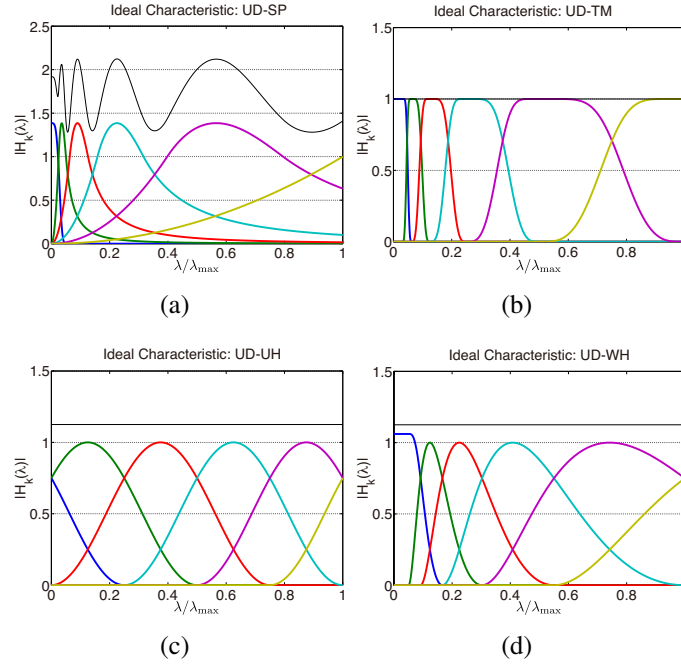 Ideal Characteristic: UD-SP
|H_k(λ)|
2.5
2
1.5
1
0.5
0
0 0.2 0.4 0.6 0.8 1
λ/λ_max
(a)
Ideal Characteristic: UD-TM
|H_k(λ)|
1.5
1
0.5
0
0 0.2 0.4 0.6 0.8
λ/λ_max
(b)
Ideal Characteristic: UD-UH
|H_k(λ)|
1.5
1
0.5
0
0 0.2 0.4 0.6 0.8 1
λ/λ_max
(c)
Ideal Characteristic: UD-WH
|H_k(λ)|
1.5
1
0.5
0
0 0.2 0.4 0.6 0.8
λ/λ_max
(d)